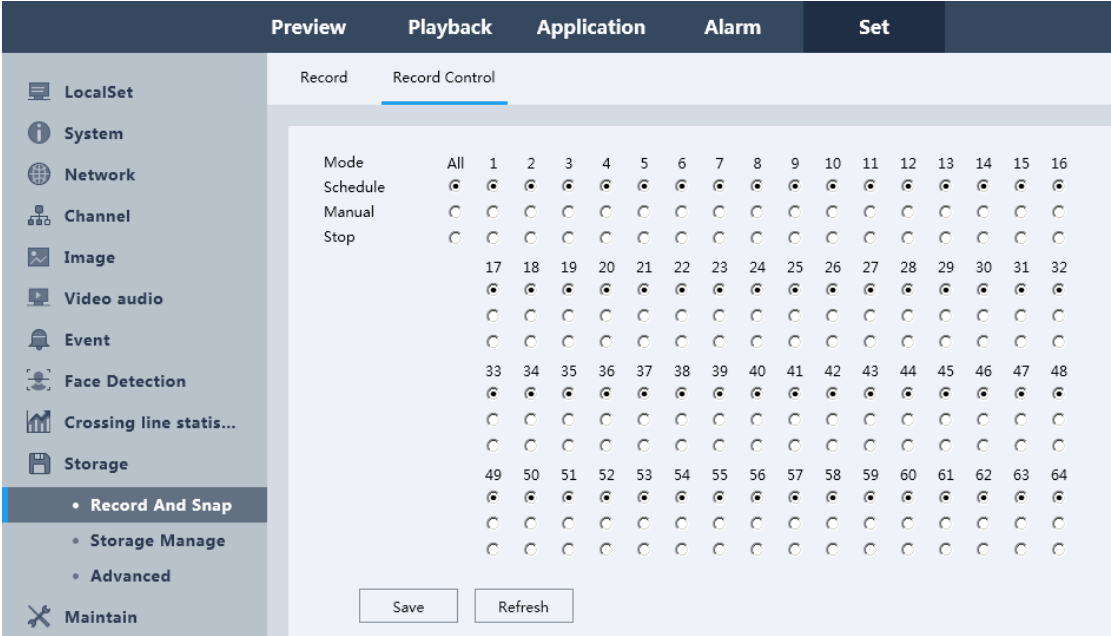 Preview Playback Application Alarm Set
Record Record Control
LocalSet
System
Network
Channel
Image
Video audio
Event
Face Detection
Crossing line statis...
Storage
• Record And Snap
• Storage Manage
• Advanced
Maintain
Mode All 1 2 3 4 5 6 7 8 9 10 11 12 13 14 15 16
Schedule
Manual
Stop
17 18 19 20 21 22 23 24 25 26 27 28 29 30 31 32
33 34 35 36 37 38 39 40 41 42 43 44 45 46 47 48
49 50 51 52 53 54 55 56 57 58 59 60 61 62 63 64
Save Refresh